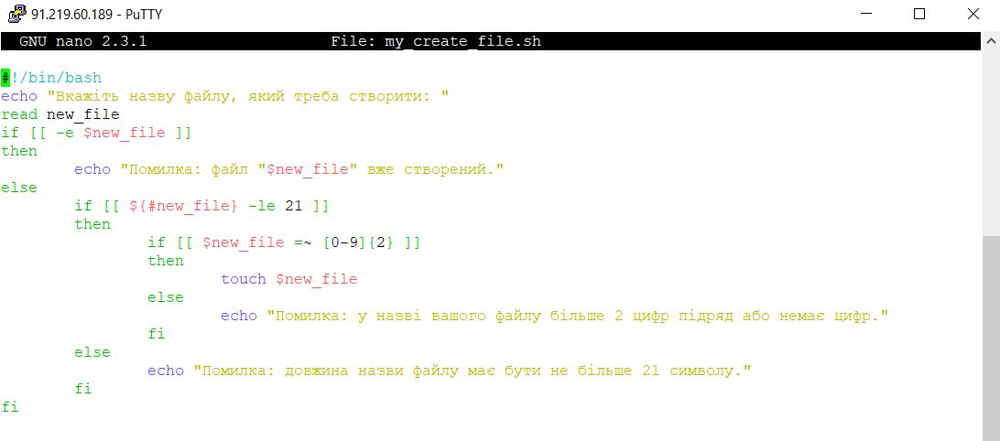 91.219.60.189 - PuTTY
GNU nano 2.3.1 File: my_create_file.sh
#!/bin/bash
echo "Вкажіть назву файлу, який треба створити: "
read new_file
if [[ -e $new_file ]]
then
echo "Помилка: файл "$new_file" вже створений."
else
if [[ ${#new_file} -le 21 ]]
then
if [[ $new_file =~ [0-9]{2} ]]
then
touch $new_file
else
echo "Помилка: у назві вашого файлу більше 2 цифр підряд або немає цифр."
fi
else
echo "Помилка: довжина назви файлу має бути не більше 21 символу."
fi
fi